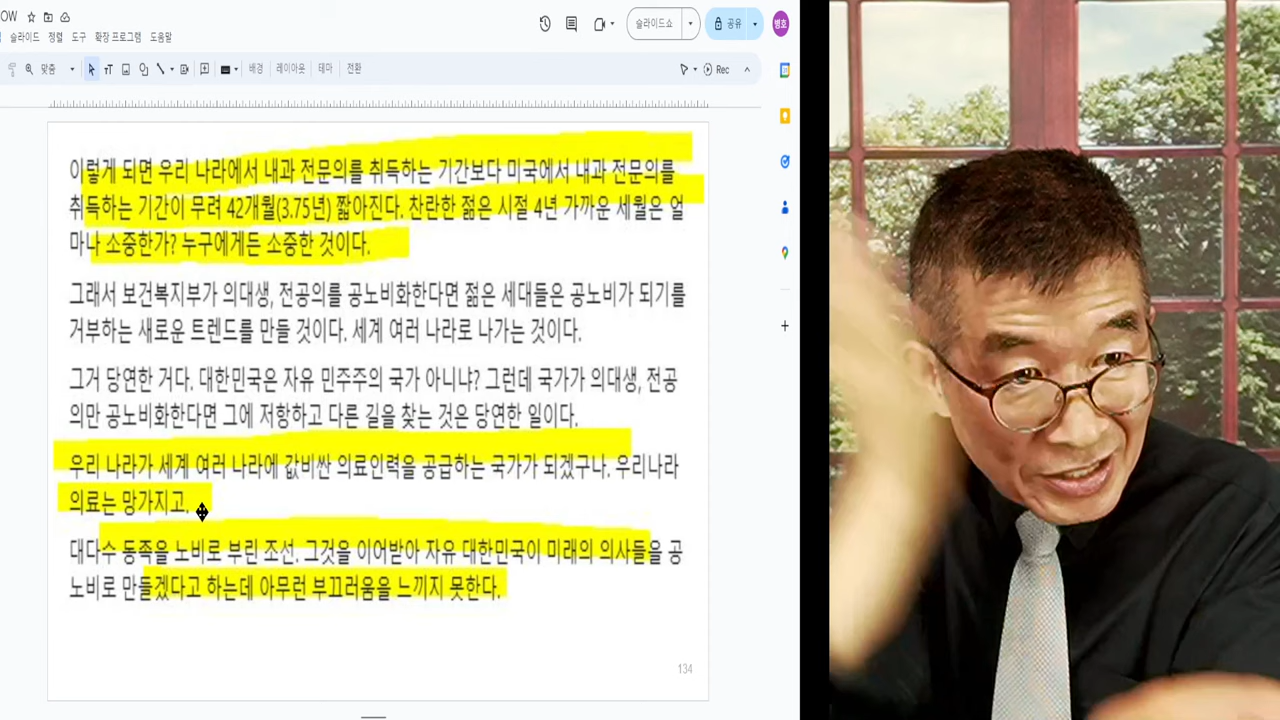 OW
슬라이드 정렬 도구 확장 프로그램 도움말
슬라이드쇼
공유
병호
맞춤
배경 레이아웃 테마 전환
Rec
이렇게 되면 우리 나라에서 내과 전문의를 취득하는 기간보다 미국에서 내과 전문의를
취득하는 기간이 무려 42개월(3.75년) 짧아진다. 찬란한 젊은 시절 4년 가까운 세월은 얼
마나 소중한가? 누구에게든 소중한 것이다.
그래서 보건복지부가 의대생, 전공의를 공노비화한다면 젊은 세대들은 공노비가 되기를
거부하는 새로운 트렌드를 만들 것이다. 세계 여러 나라로 나가는 것이다.
그거 당연한 거다. 대한민국은 자유 민주주의 국가 아니냐? 그런데 국가가 의대생, 전공
의만 공노비화한다면 그에 저항하고 다른 길을 찾는 것은 당연한 일이다.
우리 나라가 세계 여러 나라에 값비싼 의료인력을 공급하는 국가가 되겠구나. 우리나라
의료는 망가지고.
대다수 동족을 노비로 부린 조선. 그것을 이어받아 자유 대한민국이 미래의 의사들을 공
노비로 만들겠다고 하는데 아무런 부끄러움을 느끼지 못한다.
134